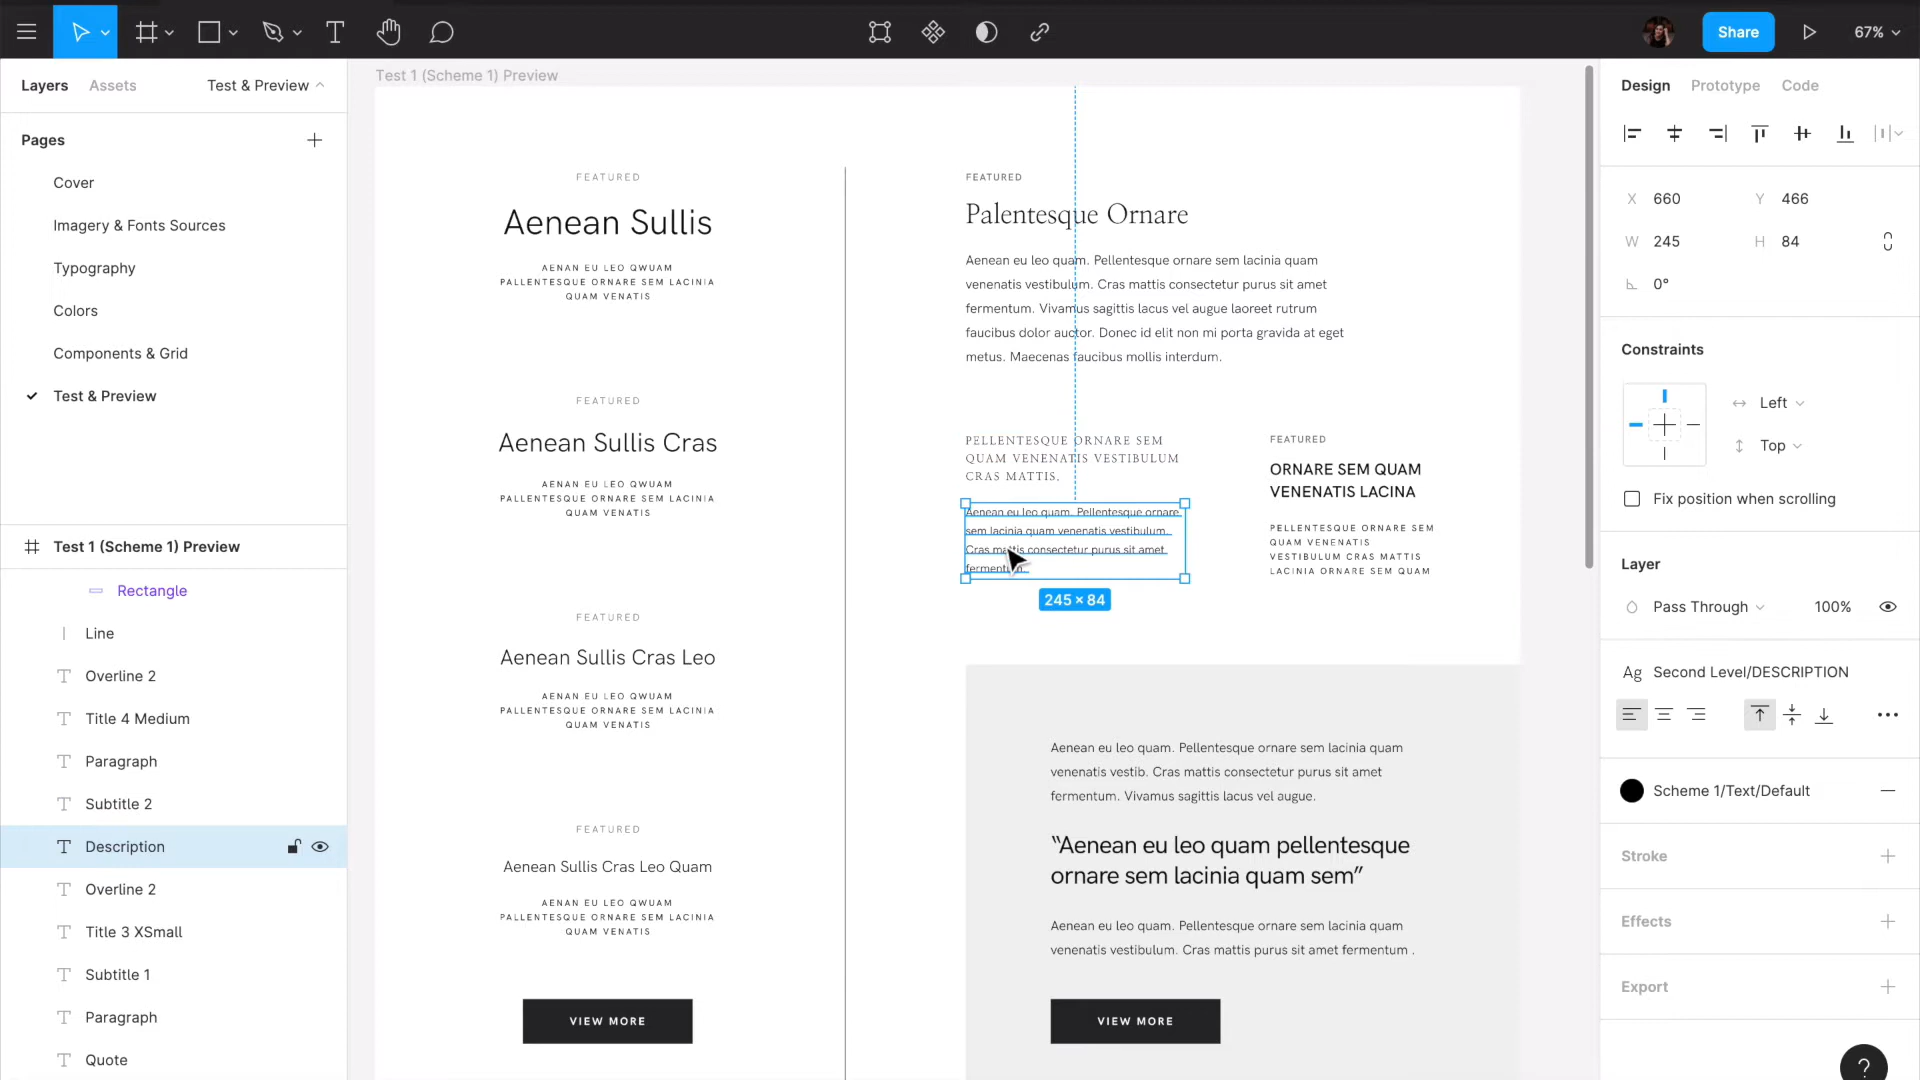 Share
67%
Layers
Assets
Test & Preview
Pages
Cover
Imagery & Fonts Sources
Typography
Colors
Components & Grid
Test & Preview
Test 1 (Scheme 1) Preview
Rectangle
Line
Overline 2
Title 4 Medium
Paragraph
Subtitle 2
Description
Overline 2
Title 3 XSmall
Subtitle 1
Paragraph
Quote
Test 1 (Scheme 1) Preview
FEATURED
Aenean Sullis
AENAN EU LEO QWUAM
PALLENTESQUE ORNARE SEM LACINIA
QUAM VENATIS
FEATURED
Aenean Sullis Cras
AENAN EU LEO QWUAM
PALLENTESQUE ORNARE SEM LACINIA
QUAM VENATIS
FEATURED
Aenean Sullis Cras Leo
AENAN EU LEO QWUAM
PALLENTESQUE ORNARE SEM LACINIA
QUAM VENATIS
FEATURED
Aenean Sullis Cras Leo Quam
AENAN EU LEO QWUAM
PALLENTESQUE ORNARE SEM LACINIA
QUAM VENATIS
VIEW MORE
FEATURED
Palentesque Ornare
Aenean eu leo quam. Pellentesque ornare sem lacinia quam
venenatis vestibulum. Cras mattis consectetur purus sit amet
fermentum. Vivamus sagittis lacus vel augue laoreet rutrum
faucibus dolor auctor. Donec id elit non mi porta gravida at eget
metus. Maecenas faucibus mollis interdum.
PELLENTESQUE ORNARE SEM
QUAM VENENATIS VESTIBULUM
CRAS MATTIS,
Aenean eu leo quam. Pellentesque ornare
sem lacinia quam venenatis vestibulum.
Cras mattis consectetur purus sit amet
fermentum.
245 × 84
FEATURED
ORNARE SEM QUAM
VENENATIS LACINA
PELLENTESQUE ORNARE SEM
QUAM VENENATIS
VESTIBULUM CRAS MATTIS
LACINIA ORNARE SEM QUAM
Aenean eu leo quam. Pellentesque ornare sem lacinia quam
venenatis vestib. Cras mattis consectetur purus sit amet
fermentum. Vivamus sagittis lacus vel augue.
“Aenean eu leo quam pellentesque
ornare sem lacinia quam sem”
Aenean eu leo quam. Pellentesque ornare sem lacinia quam
venenatis vestibulum. Cras mattis purus sit amet fermentum .
VIEW MORE
Design
Prototype
Code
X 660
Y 466
W 245
H 84
0°
Constraints
Left
Top
Fix position when scrolling
Layer
Pass Through
100%
Ag Second Level/DESCRIPTION
Scheme 1/Text/Default
Stroke
Effects
Export
?